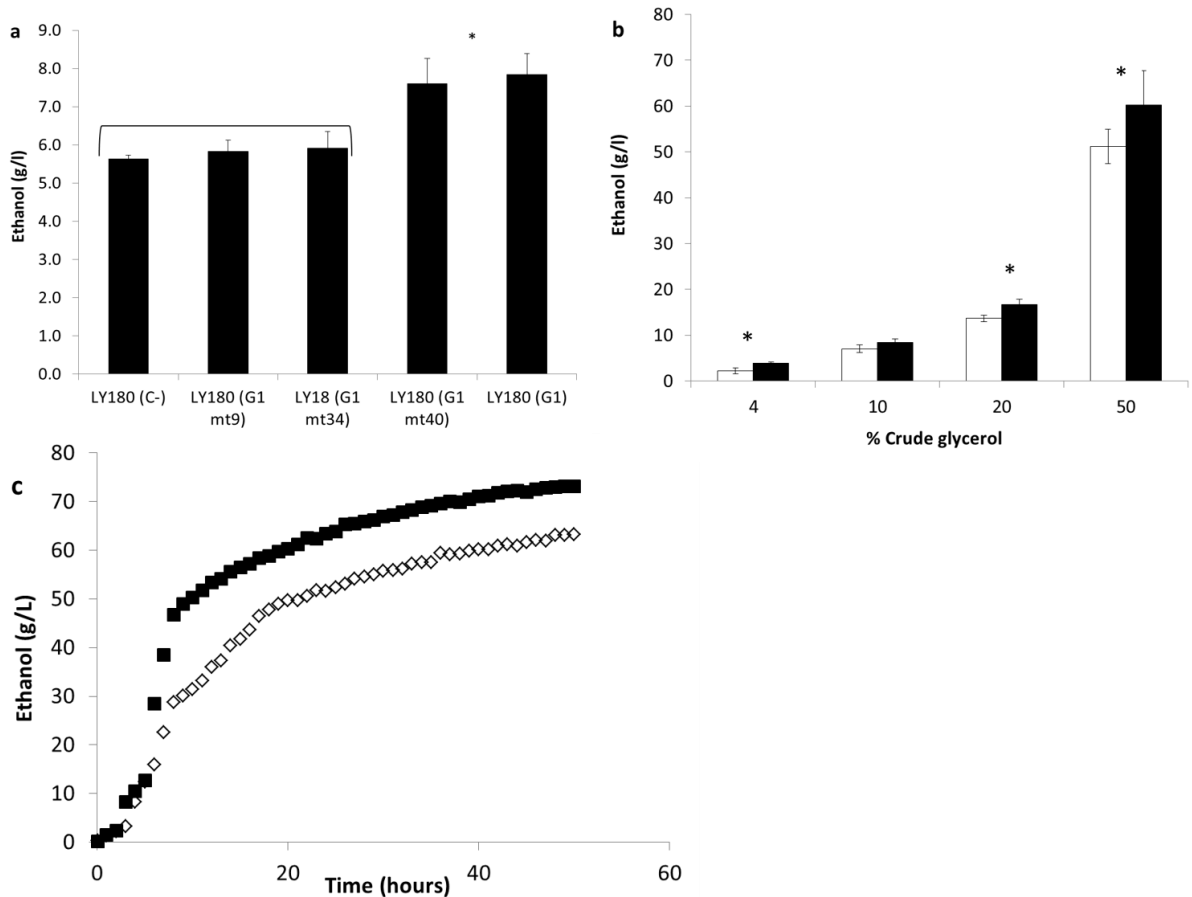 a
*
9.0
8.0
7.0
6.0
5.0
4.0
3.0
2.0
1.0
0.0
Ethanol (g/l)
LY180 (C-)
LY180 (G1
mt9)
LY18 (G1
mt34)
LY180 (G1
mt40)
LY180 (G1)
b
80
70
60
50
40
30
20
10
0
Ethanol (g/l)
*
*
*
4
10
20
50
% Crude glycerol
c
80
70
60
50
40
30
20
10
0
Ethanol (g/L)
0
20
40
60
Time (hours)